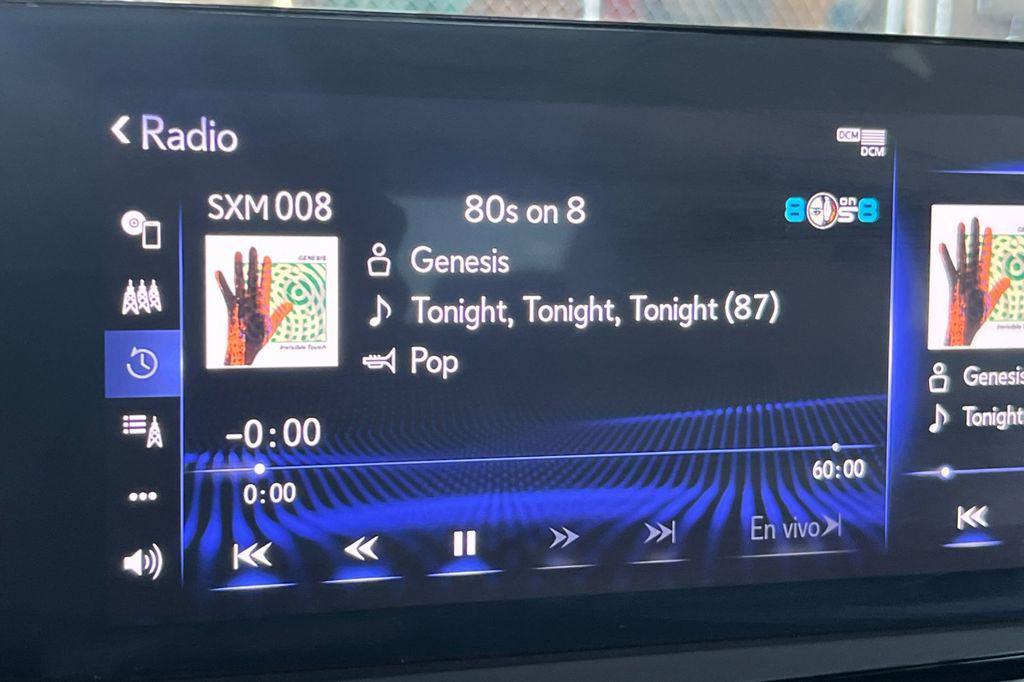 Radio
DCM
DCM
SXM 008
80s on 8
80s on 8
GENESIS
Invisible Touch
Genesis
Tonight, Tonight, Tonight (87)
Pop
-0:00
0:00
60:00
En vivo
Genesis
Tonight